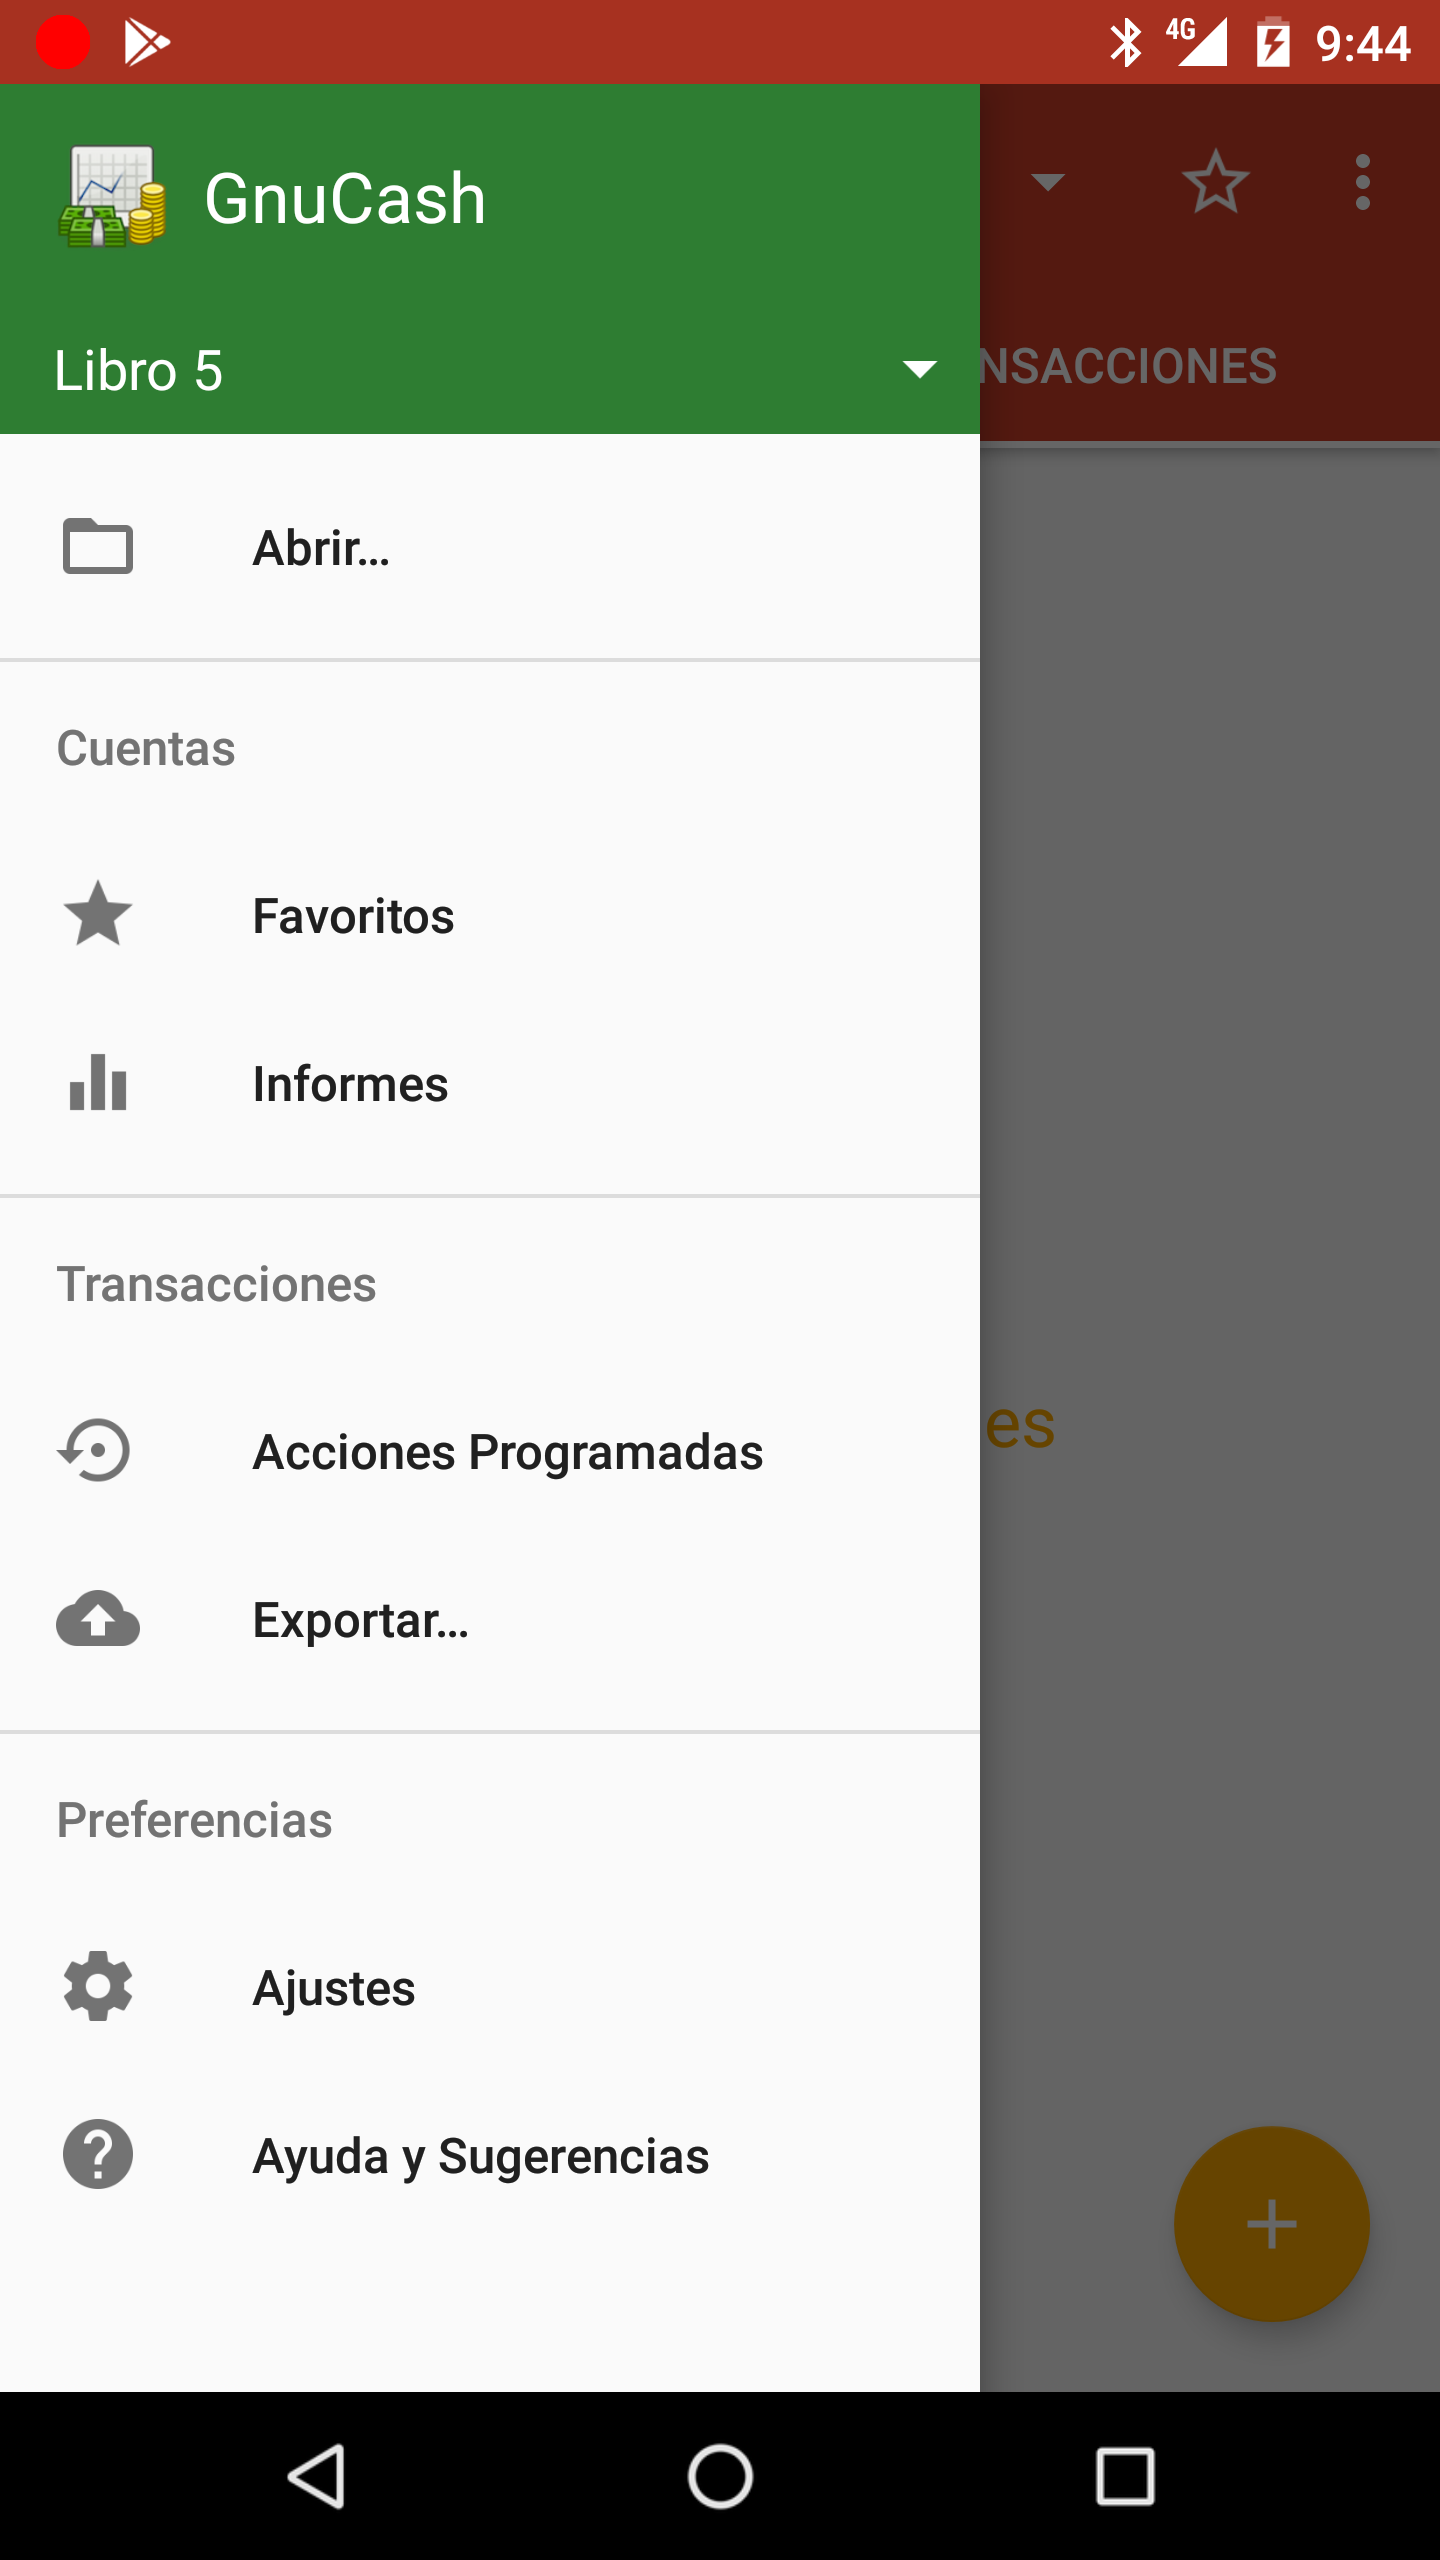 4G 9:44
GnuCash
Libro 5
NSACCIONES
Abrir...
Cuentas
Favoritos
Informes
Transacciones
es
Acciones Programadas
Exportar...
Preferencias
Ajustes
Ayuda y Sugerencias